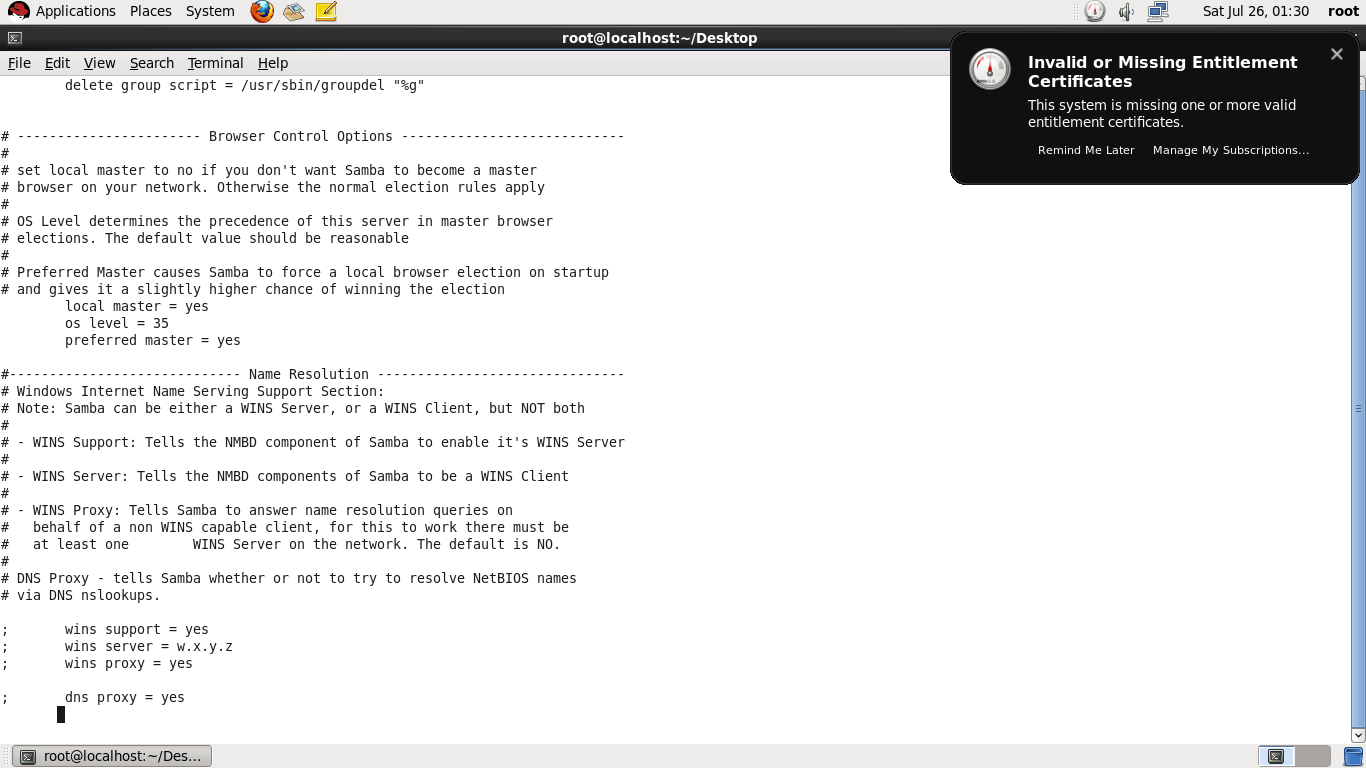 Applications Places System Sat Jul 26, 01:30 root
root@localhost:~/Desktop
File Edit View Search Terminal Help
Invalid or Missing Entitlement
Certificates
This system is missing one or more valid
entitlement certificates.
Remind Me Later Manage My Subscriptions...
        delete group script = /usr/sbin/groupdel "%g"
# ----------------------- Browser Control Options ----------------------------
#
# set local master to no if you don't want Samba to become a master
# browser on your network. Otherwise the normal election rules apply
#
# OS Level determines the precedence of this server in master browser
# elections. The default value should be reasonable
#
# Preferred Master causes Samba to force a local browser election on startup
# and gives it a slightly higher chance of winning the election
        local master = yes
        os level = 35
        preferred master = yes
#----------------------------- Name Resolution -------------------------------
# Windows Internet Name Serving Support Section:
# Note: Samba can be either a WINS Server, or a WINS Client, but NOT both
#
# - WINS Support: Tells the NMBD component of Samba to enable it's WINS Server
#
# - WINS Server: Tells the NMBD components of Samba to be a WINS Client
#
# - WINS Proxy: Tells Samba to answer name resolution queries on
#   behalf of a non WINS capable client, for this to work there must be
#   at least one        WINS Server on the network. The default is NO.
#
# DNS Proxy - tells Samba whether or not to try to resolve NetBIOS names
# via DNS nslookups.
;       wins support = yes
;       wins server = w.x.y.z
;       wins proxy = yes
;       dns proxy = yes
root@localhost:~/Des...